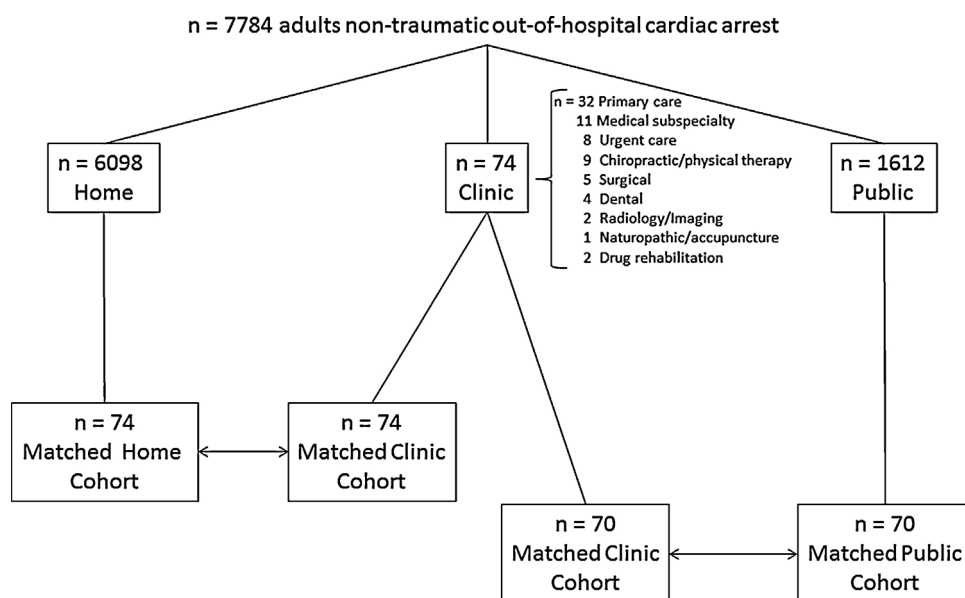 n = 7784 adults non-traumatic out-of-hospital cardiac arrest
n = 6098
Home
n = 74
Clinic
n = 32 Primary care
11 Medical subspecialty
8 Urgent care
9 Chiropractic/physical therapy
5 Surgical
4 Dental
2 Radiology/Imaging
1 Naturopathic/accupuncture
2 Drug rehabilitation
n = 1612
Public
n = 74
Matched Home
Cohort
n = 74
Matched Clinic
Cohort
n = 70
Matched Clinic
Cohort
n = 70
Matched Public
Cohort